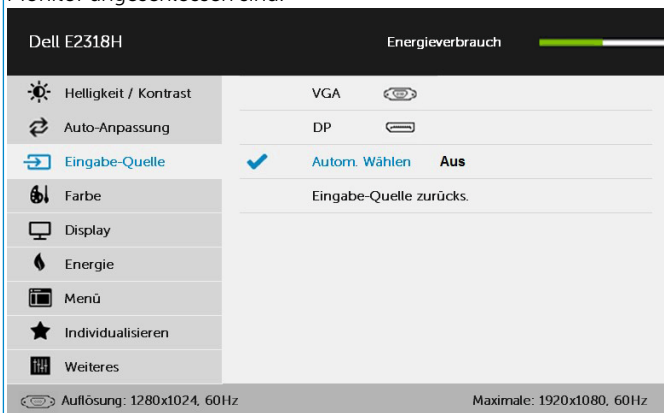 Monitor angeschlossen sind.
Dell E2318H Energieverbrauch
Helligkeit / Kontrast VGA
Auto-Anpassung DP
Eingabe-Quelle Autom. Wählen Aus
Farbe Eingabe-Quelle zurücks.
Display
Energie
Menü
Individualisieren
Weiteres
Auflösung: 1280x1024, 60Hz Maximale: 1920x1080, 60Hz